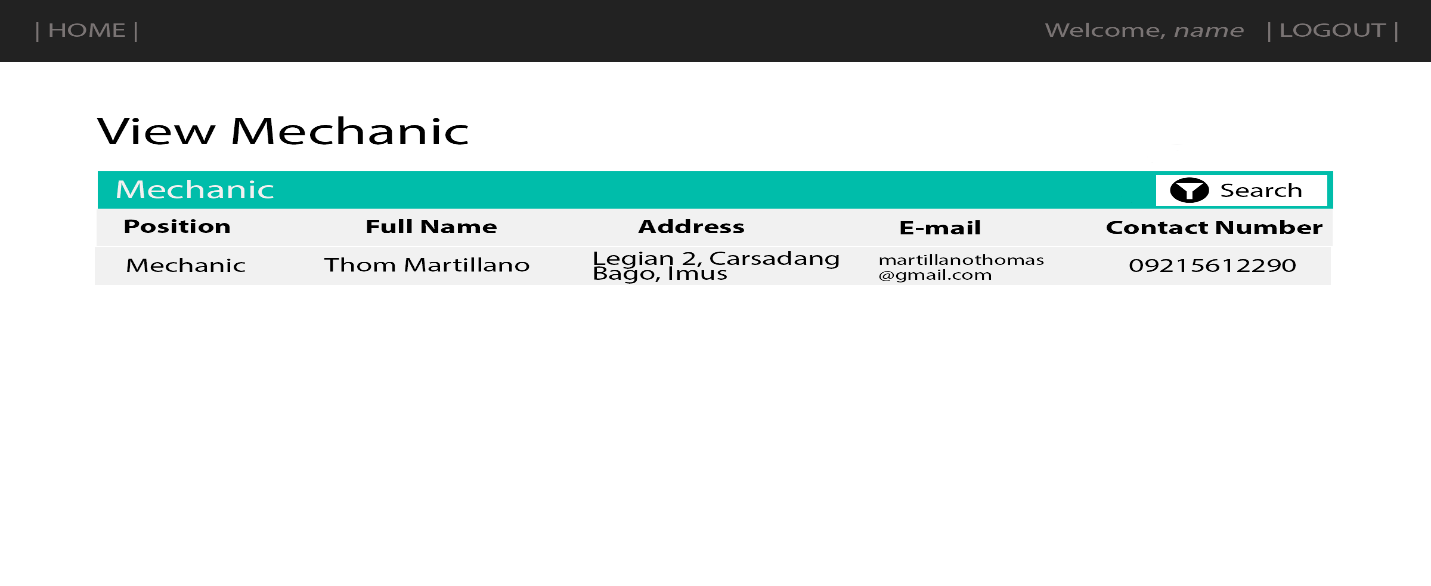 | HOME | Welcome, name | LOGOUT |
View Mechanic
Mechanic Search
Position Full Name Address E-mail Contact Number
Mechanic Thom Martillano Legian 2, Carsadang martillanothomas 09215612290
Bago, Imus @gmail.com